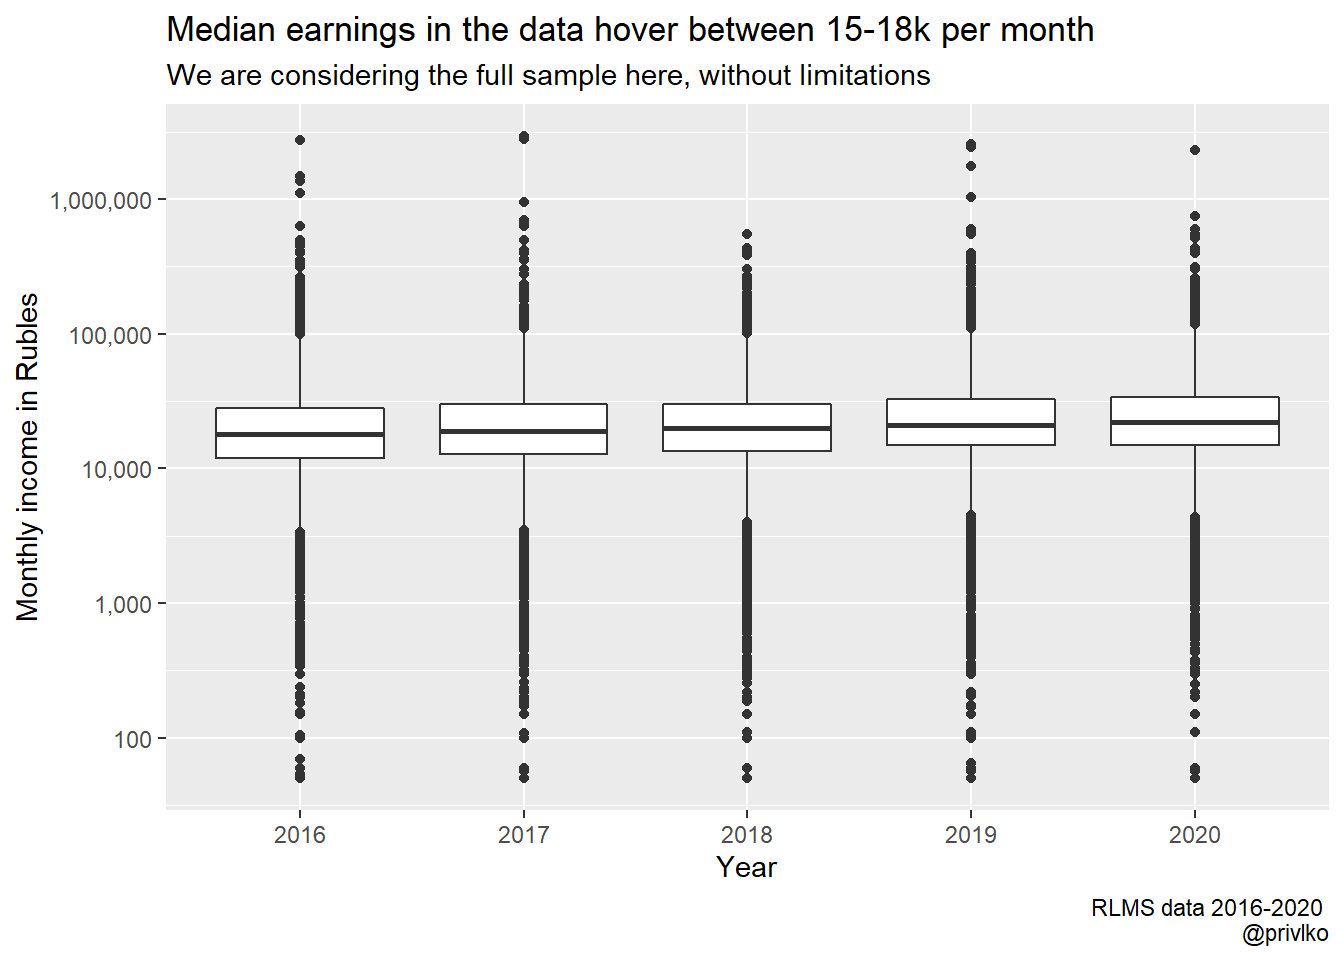 Median earnings in the data hover between 15-18k per month
We are considering the full sample here, without limitations
Monthly income in Rubles
1,000,000
100,000
10,000
1,000
100
2016 2017 2018 2019 2020
Year
RLMS data 2016-2020
@privlko